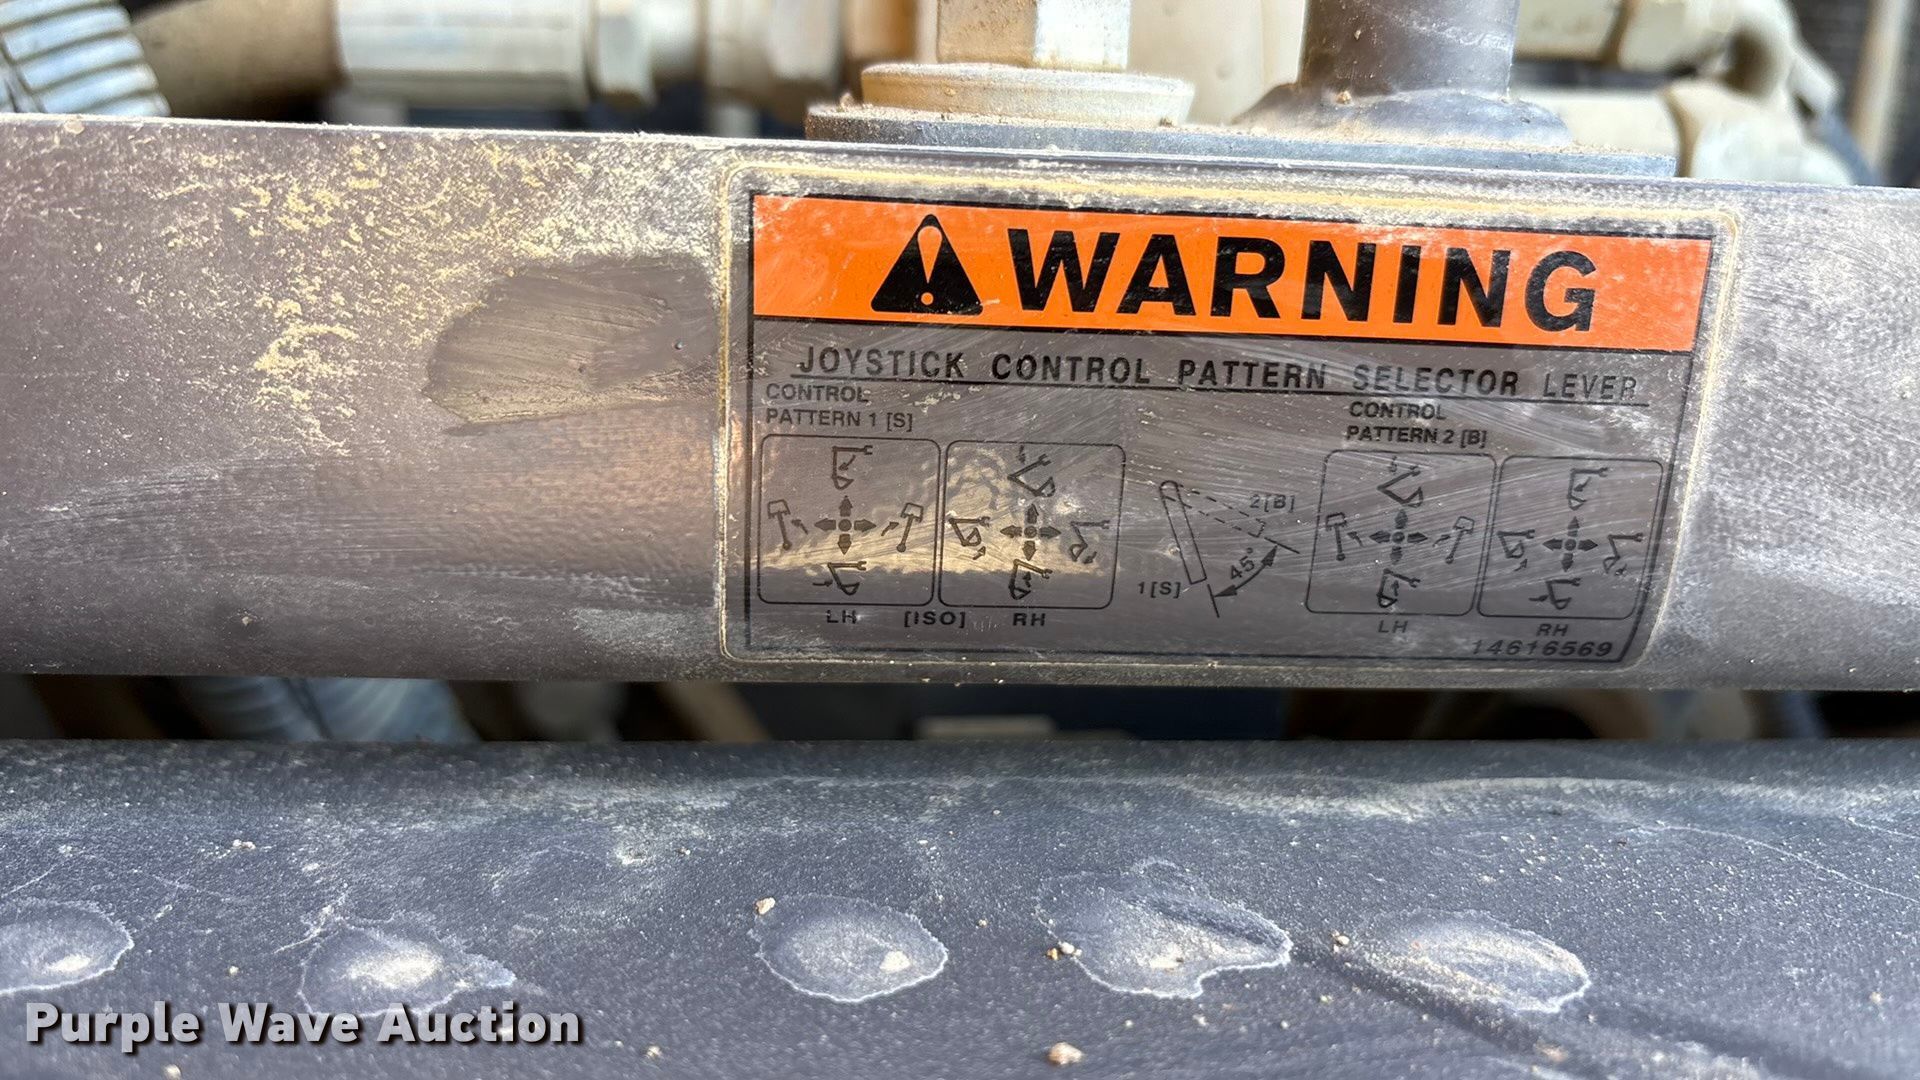 WARNING
JOYSTICK CONTROL PATTERN SELECTOR LEVER
CONTROL
PATTERN 1 [S]
CONTROL
PATTERN 2 [B]
2[B]
45°
1[S]
LH [ISO] RH
LH RH
14616569
Purple Wave Auction